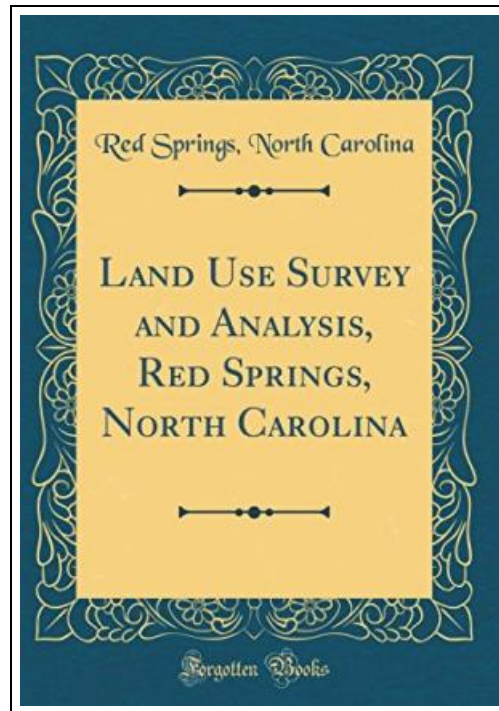 Red Springs, North Carolina
LAND USE SURVEY
AND ANALYSIS,
RED SPRINGS,
NORTH CAROLINA
Forgotten Books